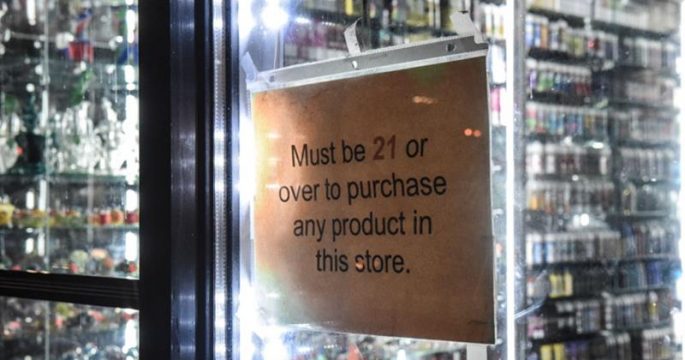 Must be 21 or
over to purchase
any product in
this store.